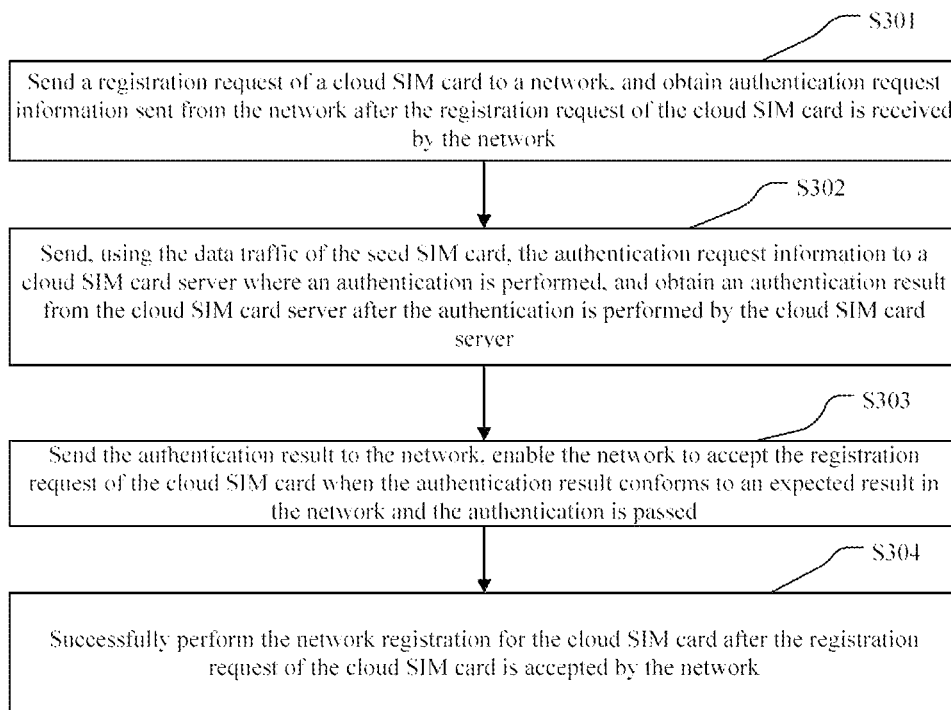 S301
Send a registration request of a cloud SIM card to a network, and obtain authentication request
information sent from the network after the registration request of the cloud SIM card is received
by the network
S302
Send, using the data traffic of the seed SIM card, the authentication request information to a
cloud SIM card server where an authentication is performed, and obtain an authentication result
from the cloud SIM card server after the authentication is performed by the cloud SIM card
server
S303
Send the authentication result to the network, enable the network to accept the registration
request of the cloud SIM card when the authentication result conforms to an expected result in
the network and the authentication is passed
S304
Successfully perform the network registration for the cloud SIM card after the registration
request of the cloud SIM card is accepted by the network